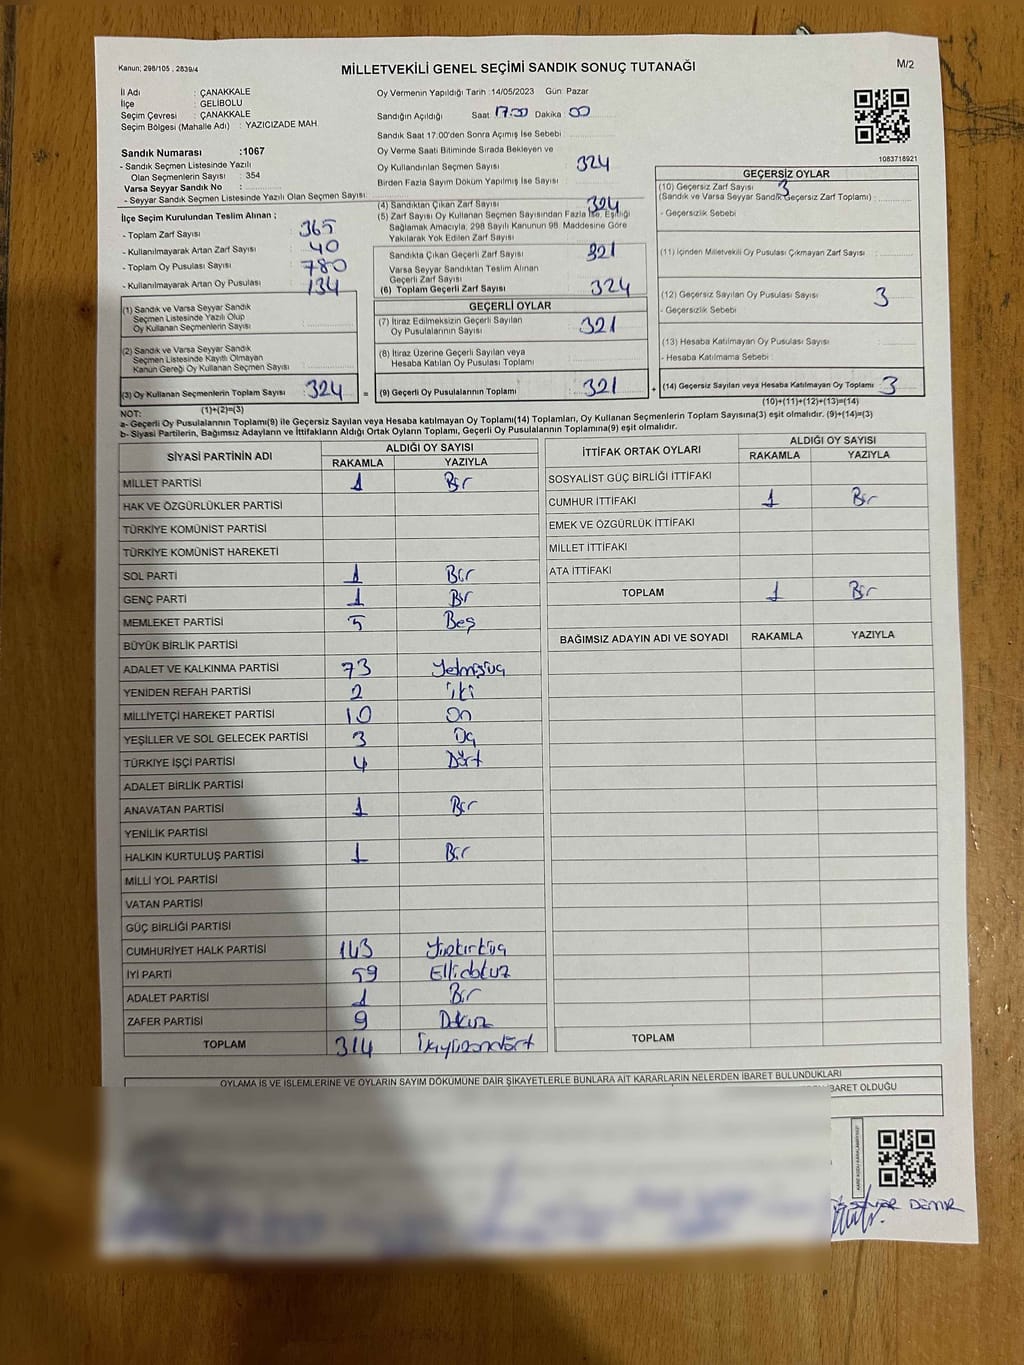 Kanun; 298/105 , 2839/4
MİLLETVEKİLİ GENEL SEÇİMİ SANDIK SONUÇ TUTANAĞI
M/2
İl Adı : ÇANAKKALE
İlçe : GELİBOLU
Seçim Çevresi : ÇANAKKALE
Seçim Bölgesi (Mahalle Adı) : YAZICIZADE MAH.
Sandık Numarası :1067
- Sandık Seçmen Listesinde Yazılı
Olan Seçmenlerin Sayısı : 354
Varsa Seyyar Sandık No :
- Seyyar Sandık Seçmen Listesinde Yazılı Olan Seçmen Sayısı:
İlçe Seçim Kurulundan Teslim Alınan ;
- Toplam Zarf Sayısı : 365
- Kullanılmayarak Artan Zarf Sayısı : 40
- Toplam Oy Pusulası Sayısı : 780
- Kullanılmayarak Artan Oy Pusulası : 134
(1) Sandık ve Varsa Seyyar Sandık
Seçmen Listesinde Yazılı Olup
Oy Kullanan Seçmenlerin Sayısı :
(2) Sandık ve Varsa Seyyar Sandık
Seçmen Listesinde Kayıtlı Olmayan
Kanun Gereği Oy Kullanan Seçmen Sayısı :
(3) Oy Kullanan Seçmenlerin Toplam Sayısı : 324 =
(1)+(2)=(3)
Oy Vermenin Yapıldığı Tarih :14/05/2023 Gün: Pazar
Sandığın Açıldığı Saat 17:00 Dakika 00
Sandık Saat 17.00'den Sonra Açımış İse Sebebi
Oy Verme Saati Bitiminde Sırada Bekleyen ve
Oy Kullandırılan Seçmen Sayısı : 324
Birden Fazla Sayım Döküm Yapılmış İse Sayısı :
(4) Sandıktan Çıkan Zarf Sayısı : 324
(5) Zarf Sayısı Oy Kullanan Seçmen Sayısından Fazla İse, Eşitliği
Sağlamak Amacıyla; 298 Sayılı Kanunun 98. Maddesine Göre
Yakılarak Yok Edilen Zarf Sayısı :
Sandıkta Çıkan Geçerli Zarf Sayısı : 321
Varsa Seyyar Sandıktan Teslim Alınan
Geçerli Zarf Sayısı :
(6) Toplam Geçerli Zarf Sayısı : 324
GEÇERLİ OYLAR
(7) İtiraz Edilmeksizin Geçerli Sayılan
Oy Pusulalarının Sayısı : 321
(8) İtiraz Üzerine Geçerli Sayılan veya
Hesaba Katılan Oy Pusulası Toplamı :
(9) Geçerli Oy Pusulalarının Toplamı : 321 +
1083716921
GEÇERSİZ OYLAR
(10) Geçersiz Zarf Sayısı 3
(Sandık ve Varsa Seyyar Sandık Geçersiz Zarf Toplamı) :
- Geçersizlik Sebebi
(11) İçinden Milletvekili Oy Pusulası Çıkmayan Zarf Sayısı :
(12) Geçersiz Sayılan Oy Pusulası Sayısı : 3
- Geçersizlik Sebebi :
(13) Hesaba Katılmayan Oy Pusulası Sayısı :
- Hesaba Katılmama Sebebi :
(14) Geçersiz Sayılan veya Hesaba Katılmayan Oy Toplamı : 3
(10)+(11)+(12)+(13)=(14)
NOT:
a- Geçerli Oy Pusulalarının Toplamı(9) ile Geçersiz Sayılan veya Hesaba katılmayan Oy Toplamı(14) Toplamları, Oy Kullanan Seçmenlerin Toplam Sayısına(3) eşit olmalıdır. (9)+(14)=(3)
b- Siyasi Partilerin, Bağımsız Adayların ve İttifakların Aldığı Ortak Oyların Toplamı, Geçerli Oy Pusulalarının Toplamına(9) eşit olmalıdır.
SİYASİ PARTİNİN ADI ALDIĞI OY SAYISI
RAKAMLA YAZIYLA
MİLLET PARTİSİ 1 Bir
HAK VE ÖZGÜRLÜKLER PARTİSİ
TÜRKİYE KOMÜNİST PARTİSİ
TÜRKİYE KOMÜNİST HAREKETİ
SOL PARTİ 1 Bir
GENÇ PARTİ 1 Bir
MEMLEKET PARTİSİ 5 Beş
BÜYÜK BİRLİK PARTİSİ
ADALET VE KALKINMA PARTİSİ 73 Yetmişüç
YENİDEN REFAH PARTİSİ 2 iki
MİLLİYETÇİ HAREKET PARTİSİ 10 On
YEŞİLLER VE SOL GELECEK PARTİSİ 3 Üç
TÜRKİYE İŞÇİ PARTİSİ 4 Dört
ADALET BİRLİK PARTİSİ
ANAVATAN PARTİSİ 1 Bir
YENİLİK PARTİSİ
HALKIN KURTULUŞ PARTİSİ 1 Bir
MİLLİ YOL PARTİSİ
VATAN PARTİSİ
GÜÇ BİRLİĞİ PARTİSİ
CUMHURİYET HALK PARTİSİ 143 Yüzkırküç
İYİ PARTİ 59 Ellidokuz
ADALET PARTİSİ 1 Bir
ZAFER PARTİSİ 9 Dokuz
TOPLAM 314
İTTİFAK ORTAK OYLARI ALDIĞI OY SAYISI
RAKAMLA YAZIYLA
SOSYALİST GÜÇ BİRLİĞİ İTTİFAKI
CUMHUR İTTİFAKI 1 Bir
EMEK VE ÖZGÜRLÜK İTTİFAKI
MİLLET İTTİFAKI
ATA İTTİFAKI
TOPLAM 1 Bir
BAĞIMSIZ ADAYIN ADI VE SOYADI RAKAMLA YAZIYLA
TOPLAM
OYLAMA İŞ VE İŞLEMLERİNE VE OYLARIN SAYIM DÖKÜMÜNE DAİR ŞİKAYETLERLE BUNLARA AİT KARARLARIN NELERDEN İBARET BULUNDUKLARI
İBARET OLDUĞU
DEMİR